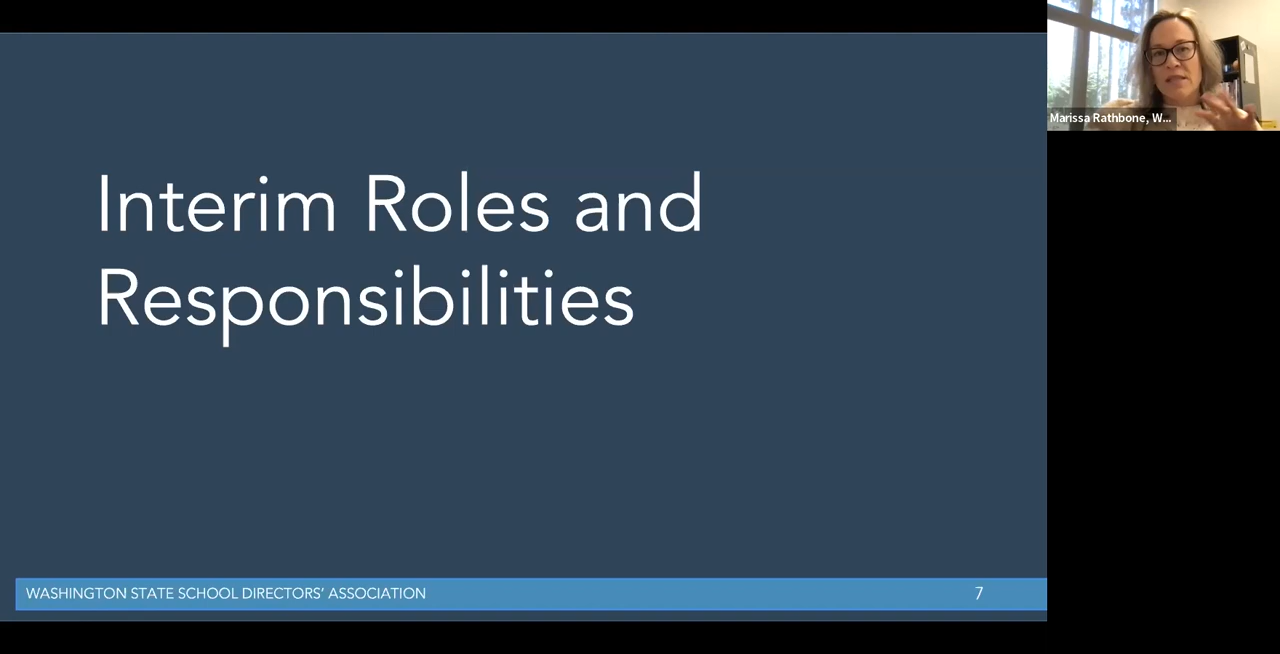 Interim Roles and
Responsibilities
WASHINGTON STATE SCHOOL DIRECTORS' ASSOCIATION
7
Marissa Rathbone, W...